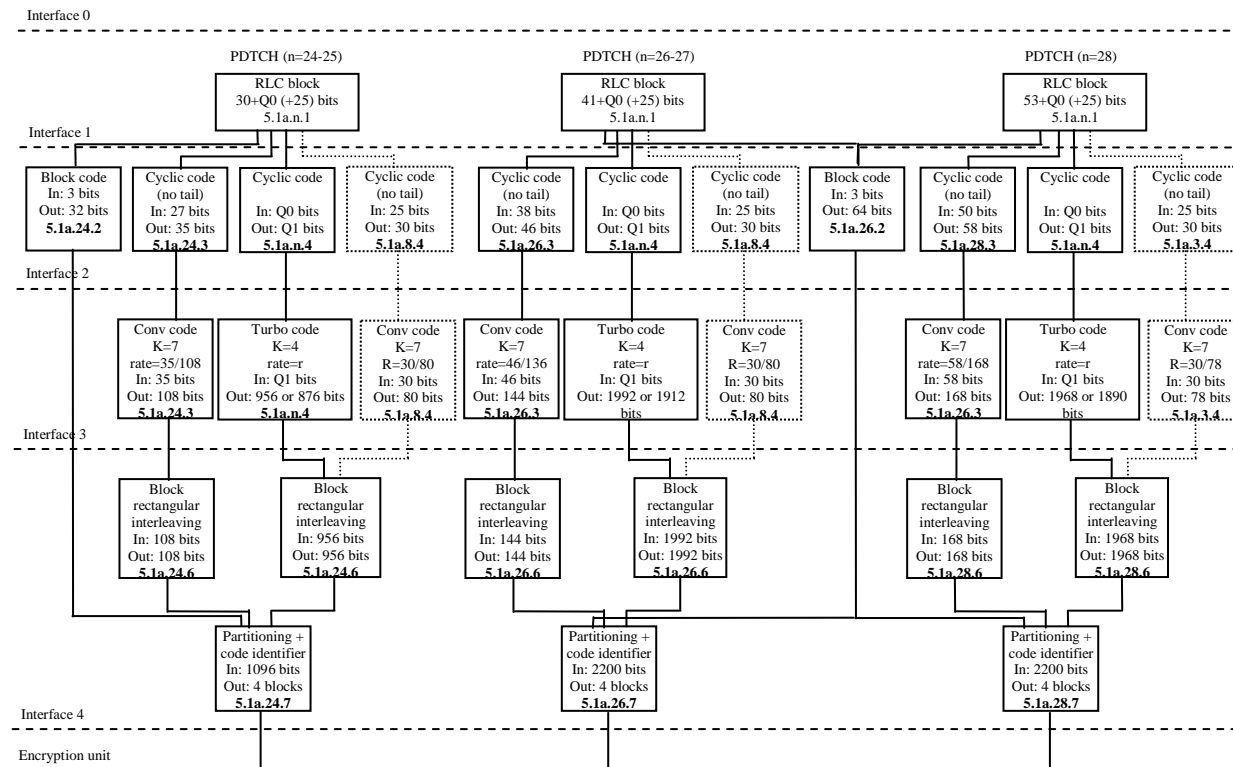 Interface 0
PDTCH (n=24-25)
RLC block
30+Q0 (+25) bits
5.1a.n.1
PDTCH (n=26-27)
RLC block
41+Q0 (+25) bits
5.1a.n.1
PDTCH (n=28)
RLC block
53+Q0 (+25) bits
5.1a.n.1
Interface 1
Block code
In: 3 bits
Out: 32 bits
5.1a.24.2
Cyclic code
(no tail)
In: 27 bits
Out: 35 bits
5.1a.24.3
Cyclic code
In: Q0 bits
Out: Q1 bits
5.1a.n.4
Cyclic code
(no tail)
In: 25 bits
Out: 30 bits
5.1a.8.4
Cyclic code
(no tail)
In: 38 bits
Out: 46 bits
5.1a.26.3
Cyclic code
In: Q0 bits
Out: Q1 bits
5.1a.n.4
Cyclic code
(no tail)
In: 25 bits
Out: 30 bits
5.1a.8.4
Block code
In: 3 bits
Out: 64 bits
5.1a.26.2
Cyclic code
(no tail)
In: 50 bits
Out: 58 bits
5.1a.28.3
Cyclic code
In: Q0 bits
Out: Q1 bits
5.1a.n.4
Cyclic code
(no tail)
In: 25 bits
Out: 30 bits
5.1a.3.4
Interface 2
Conv code
K=7
rate=35/108
In: 35 bits
Out: 108 bits
5.1a.24.3
Turbo code
K=4
rate=r
In: Q1 bits
Out: 956 or 876 bits
5.1a.n.4
Conv code
K=7
R=30/80
In: 30 bits
Out: 80 bits
5.1a.8.4
Conv code
K=7
rate=46/136
In: 46 bits
Out: 144 bits
5.1a.26.3
Turbo code
K=4
rate=r
In: Q1 bits
Out: 1992 or 1912
bits
5.1a.n.4
Conv code
K=7
R=30/80
In: 30 bits
Out: 80 bits
5.1a.8.4
Conv code
K=7
rate=58/168
In: 58 bits
Out: 168 bits
5.1a.26.3
Turbo code
K=4
rate=r
In: Q1 bits
Out: 1968 or 1890
bits
5.1a.n.4
Conv code
K=7
R=30/78
In: 30 bits
Out: 78 bits
5.1a.3.4
Interface 3
Block
rectangular
interleaving
In: 108 bits
Out: 108 bits
5.1a.24.6
Block
rectangular
interleaving
In: 956 bits
Out: 956 bits
5.1a.24.6
Block
rectangular
interleaving
In: 144 bits
Out: 144 bits
5.1a.26.6
Block
rectangular
interleaving
In: 1992 bits
Out: 1992 bits
5.1a.26.6
Block
rectangular
interleaving
In: 168 bits
Out: 168 bits
5.1a.28.6
Block
rectangular
interleaving
In: 1968 bits
Out: 1968 bits
5.1a.28.6
Partitioning +
code identifier
In: 1096 bits
Out: 4 blocks
5.1a.24.7
Partitioning +
code identifier
In: 2200 bits
Out: 4 blocks
5.1a.26.7
Partitioning +
code identifier
In: 2200 bits
Out: 4 blocks
5.1a.28.7
Interface 4
Encryption unit